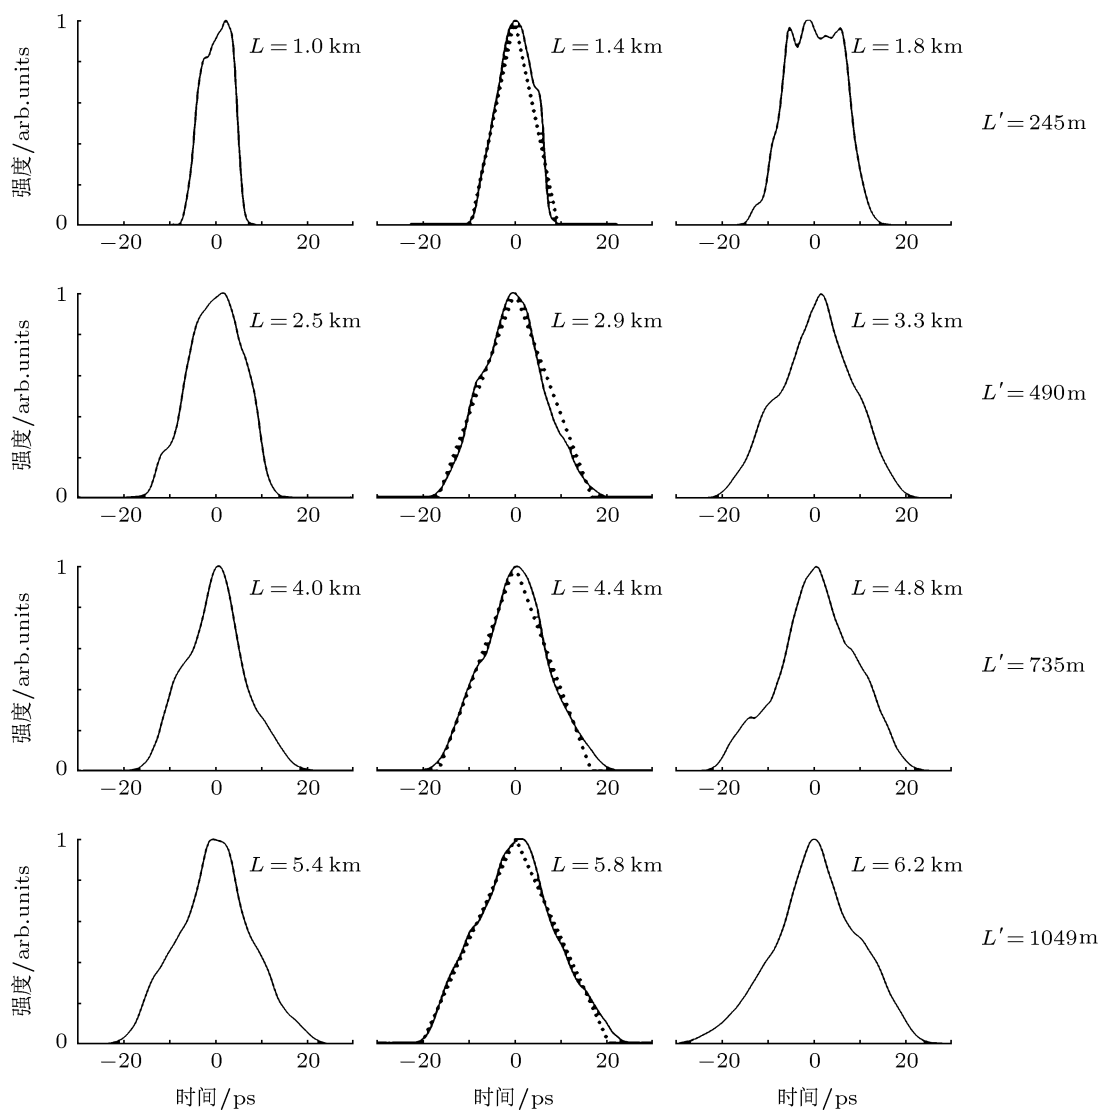 1
强度/arb.units
0
L = 1.0 km
−20 0 20
L = 1.4 km
−20 0 20
L = 1.8 km
−20 0 20
L′ = 245m
1
强度/arb.units
0
L = 2.5 km
−20 0 20
L = 2.9 km
−20 0 20
L = 3.3 km
−20 0 20
L′ = 490m
1
强度/arb.units
0
L = 4.0 km
−20 0 20
L = 4.4 km
−20 0 20
L = 4.8 km
−20 0 20
L′ = 735m
1
强度/arb.units
0
L = 5.4 km
−20 0 20
时间/ps
L = 5.8 km
−20 0 20
时间/ps
L = 6.2 km
−20 0 20
时间/ps
L′ = 1049m